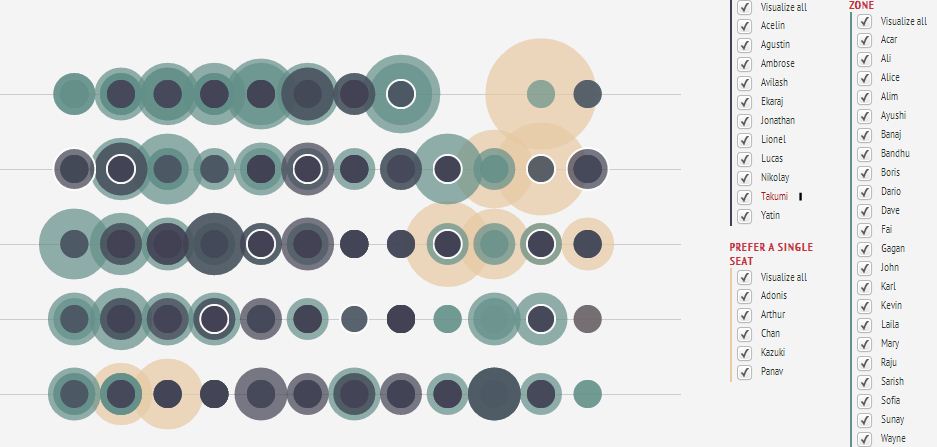 Visualize all
Acelin
Agustin
Ambrose
Avilash
Ekaraj
Jonathan
Lionel
Lucas
Nikolay
Takumi
Yatin
PREFER A SINGLE
SEAT
Visualize all
Adonis
Arthur
Chan
Kazuki
Panav
ZONE
Visualize all
Acar
Ali
Alice
Alim
Ayushi
Banaj
Bandhu
Boris
Dario
Dave
Fai
Gagan
John
Karl
Kevin
Laila
Mary
Raju
Sarish
Sofia
Sunay
Wayne